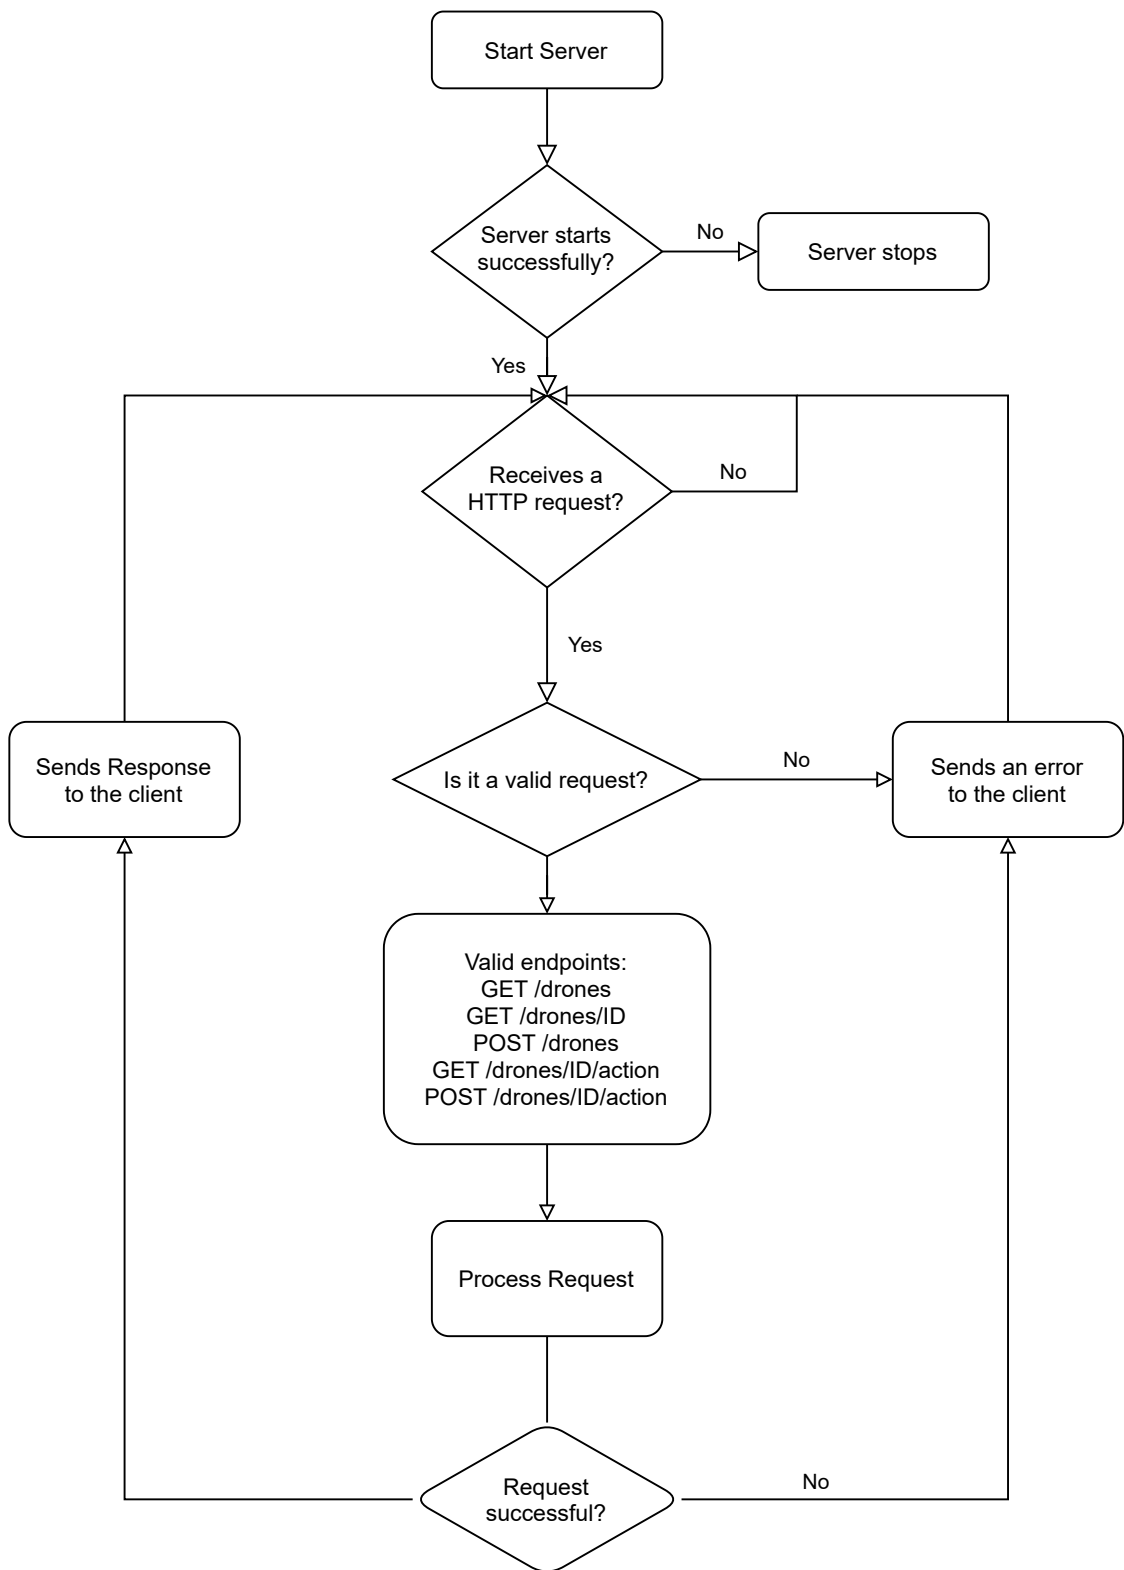 Start Server
Server starts
successfully?
No
Server stops
Yes
Receives a
HTTP request?
No
Yes
Sends Response
to the client
Is it a valid request?
No
Sends an error
to the client
Valid endpoints:
GET /drones
GET /drones/ID
POST /drones
GET /drones/ID/action
POST /drones/ID/action
Process Request
Request
successful?
No